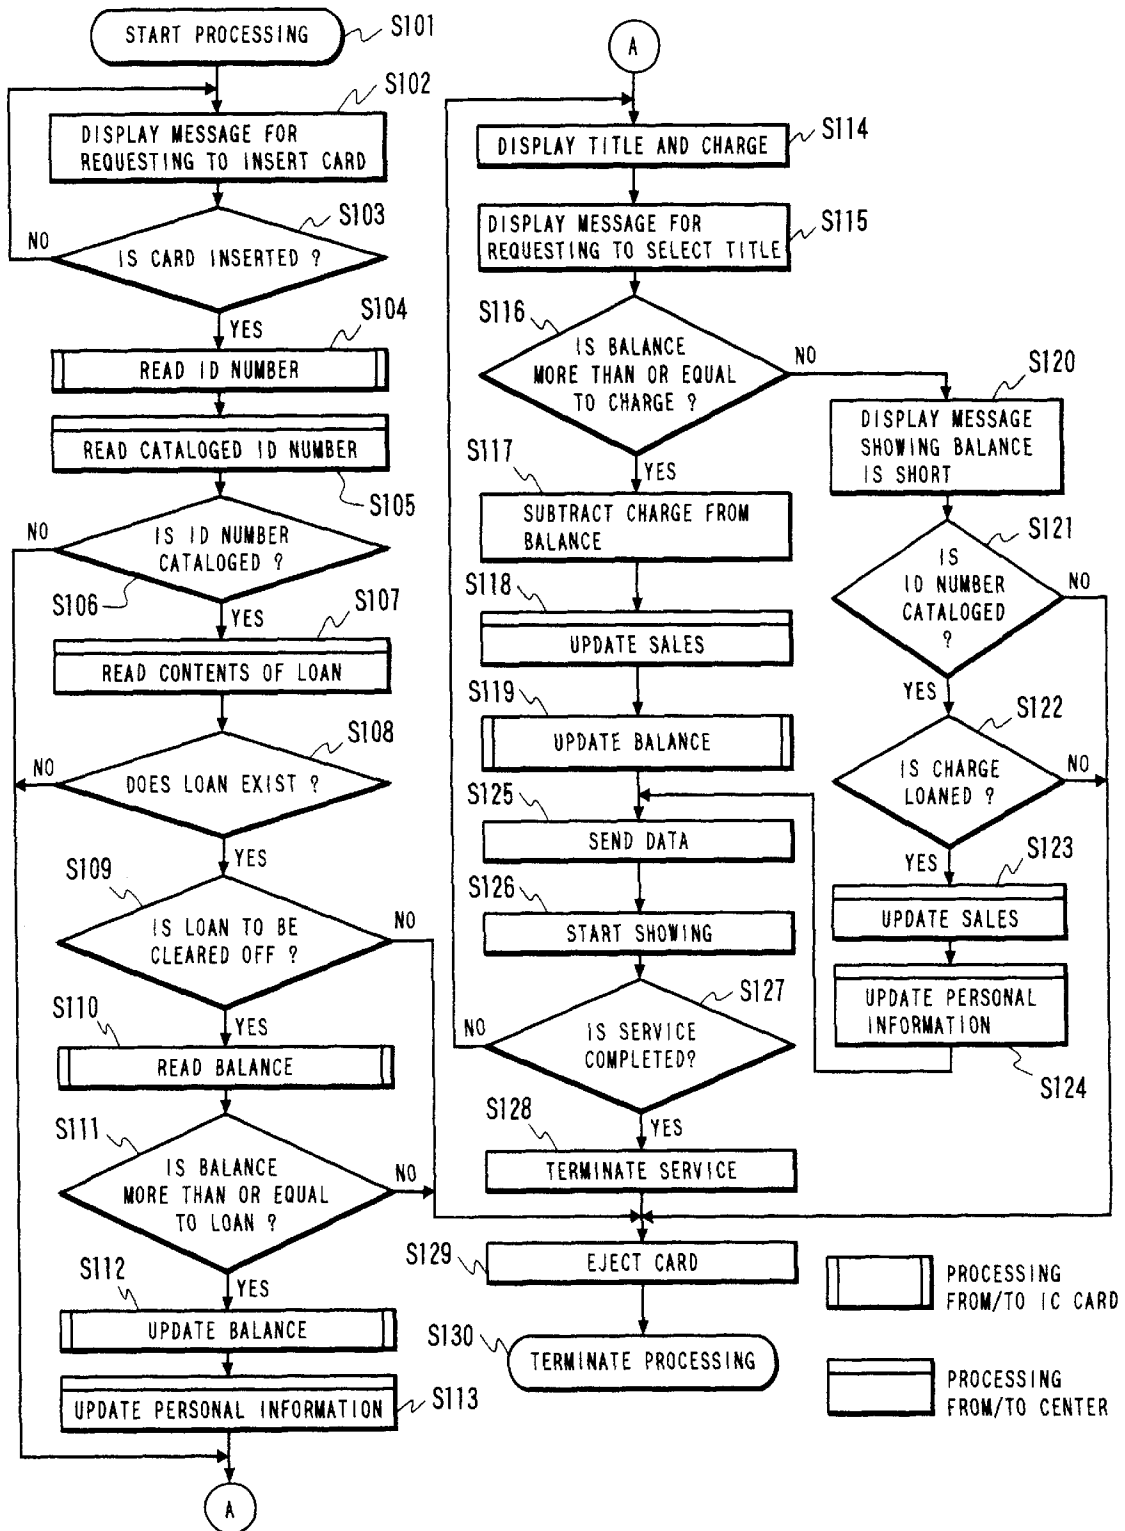 START PROCESSING
S101
S102
DISPLAY MESSAGE FOR
REQUESTING TO INSERT CARD
S103
NO
IS CARD INSERTED ?
YES
S104
READ ID NUMBER
READ CATALOGED ID NUMBER
S105
NO
IS ID NUMBER
CATALOGED ?
S106
YES
S107
READ CONTENTS OF LOAN
S108
NO
DOES LOAN EXIST ?
YES
S109
IS LOAN TO BE
CLEARED OFF ?
NO
YES
S110
READ BALANCE
S111
IS BALANCE
MORE THAN OR EQUAL
TO LOAN ?
NO
YES
S112
UPDATE BALANCE
UPDATE PERSONAL INFORMATION
S113
A
A
DISPLAY TITLE AND CHARGE
S114
DISPLAY MESSAGE FOR
REQUESTING TO SELECT TITLE
S115
S116
IS BALANCE
MORE THAN OR EQUAL
TO CHARGE ?
NO
YES
S117
SUBTRACT CHARGE FROM
BALANCE
S118
UPDATE SALES
S119
UPDATE BALANCE
S125
SEND DATA
S126
START SHOWING
S127
NO
IS SERVICE
COMPLETED?
YES
S128
TERMINATE SERVICE
S129
EJECT CARD
S130
TERMINATE PROCESSING
S120
DISPLAY MESSAGE
SHOWING BALANCE
IS SHORT
S121
IS
ID NUMBER
CATALOGED
?
NO
YES
S122
IS CHARGE
LOANED ?
NO
YES
S123
UPDATE SALES
UPDATE PERSONAL
INFORMATION
S124
PROCESSING
FROM/TO IC CARD
PROCESSING
FROM/TO CENTER